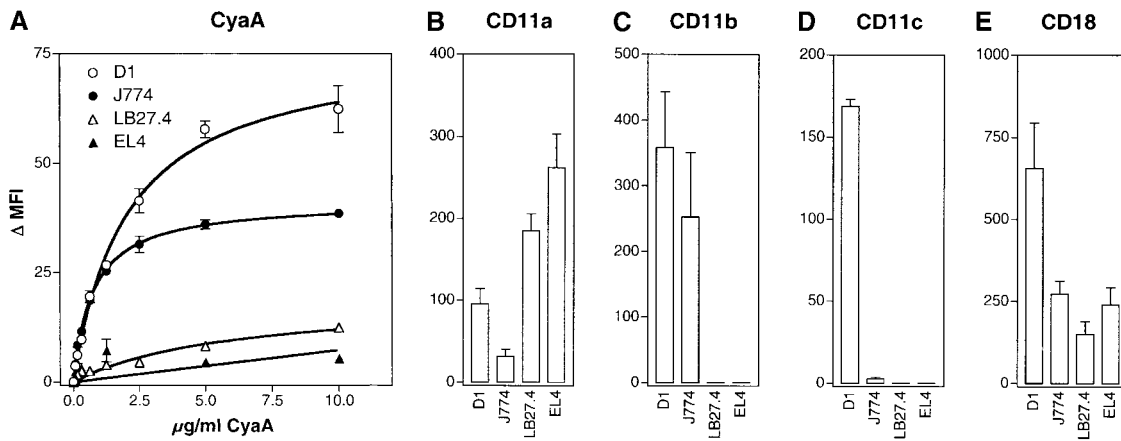 A
CyaA
75
50
25
0
Δ MFI
D1
J774
LB27.4
EL4
0.0
2.5
5.0
7.5
10.0
µg/ml CyaA
B
CD11a
400
300
200
100
0
D1
J774
LB27.4
EL4
C
CD11b
500
400
300
200
100
0
D1
J774
LB27.4
EL4
D
CD11c
200
150
100
50
0
D1
J774
LB27.4
EL4
E
CD18
1000
750
500
250
0
D1
J774
LB27.4
EL4